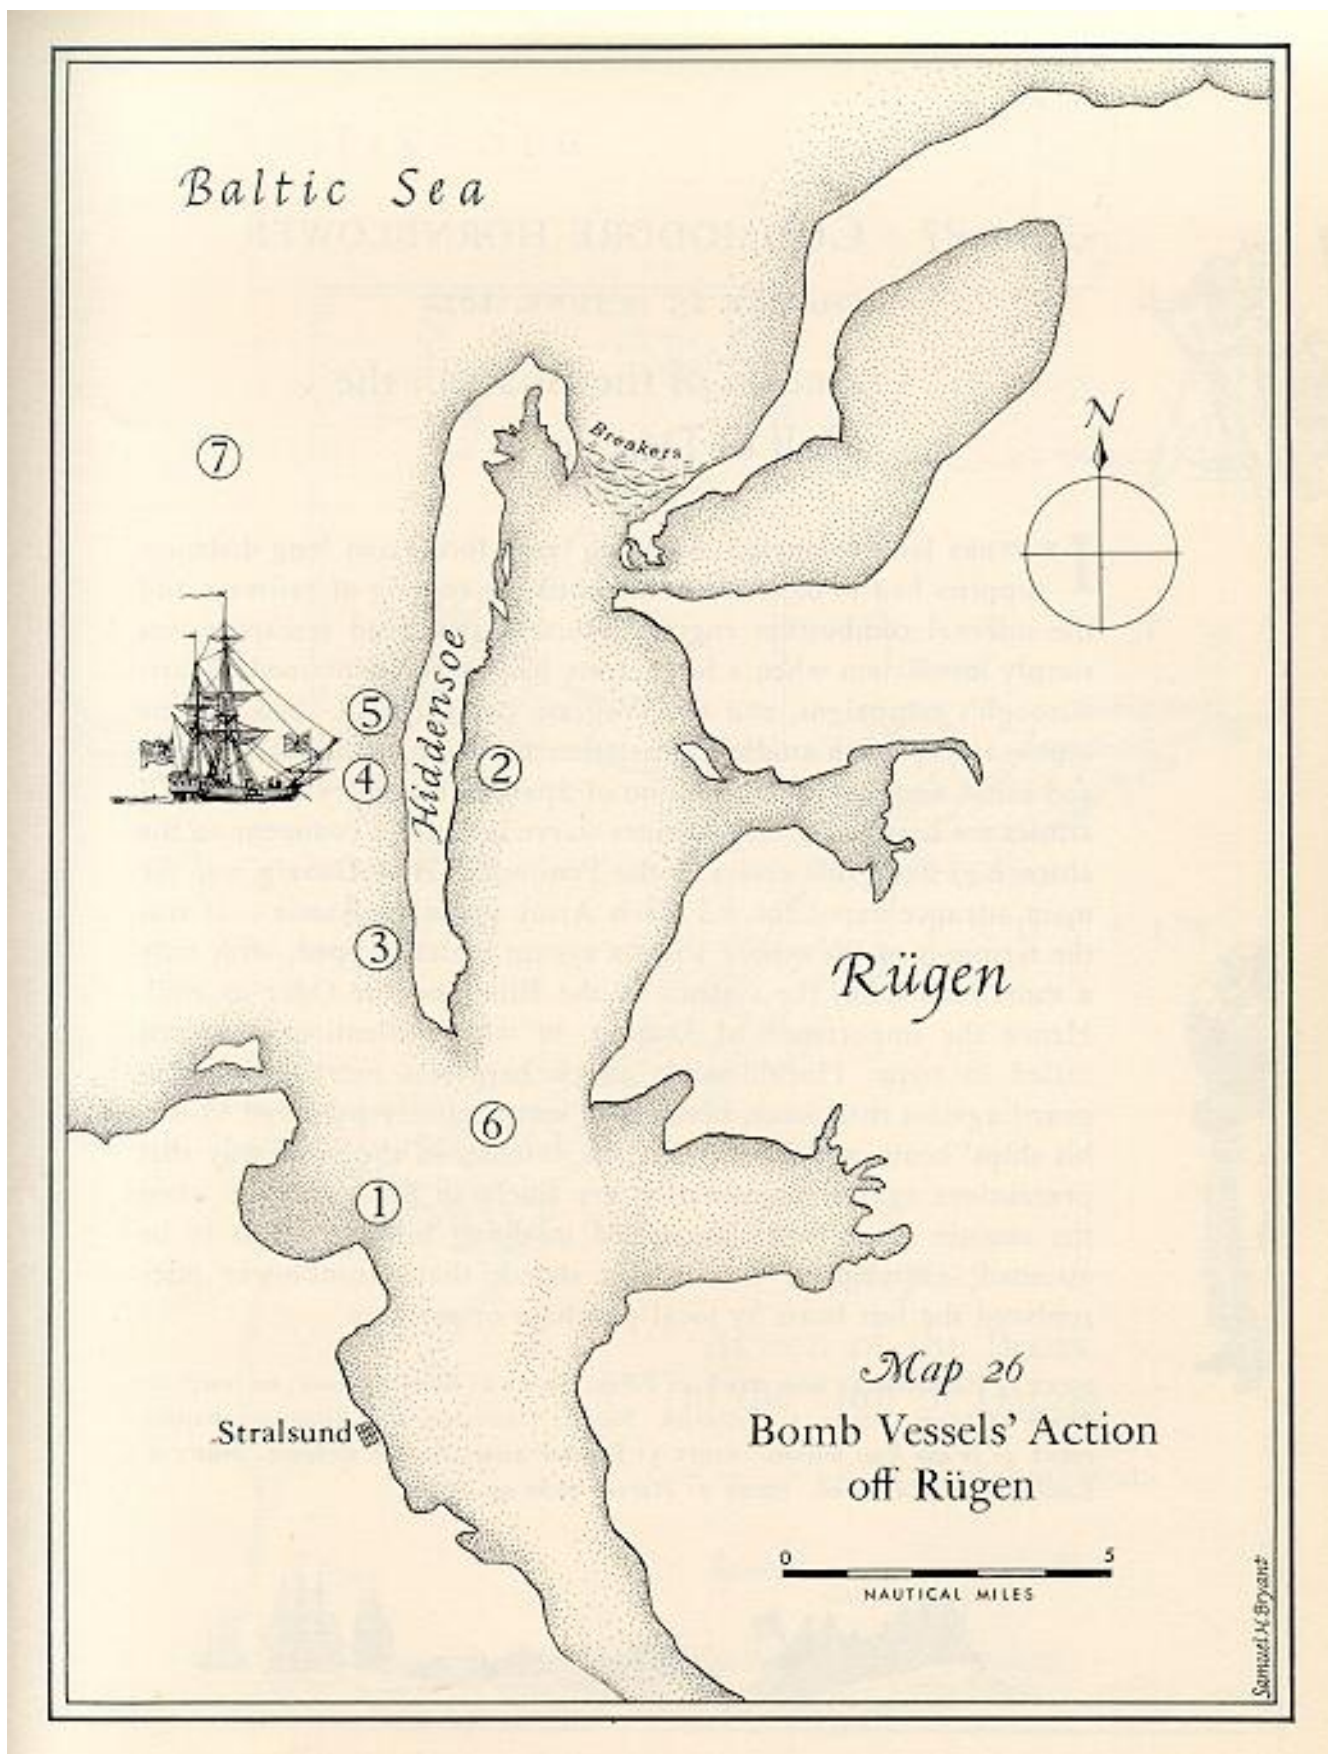 Baltic Sea
Breakers
N
7
Hiddensoe
5
4
2
3
Rügen
6
1
Map 26
Stralsund
Bomb Vessels' Action
off Rügen
0 5
NAUTICAL MILES
Samuel H Bryant